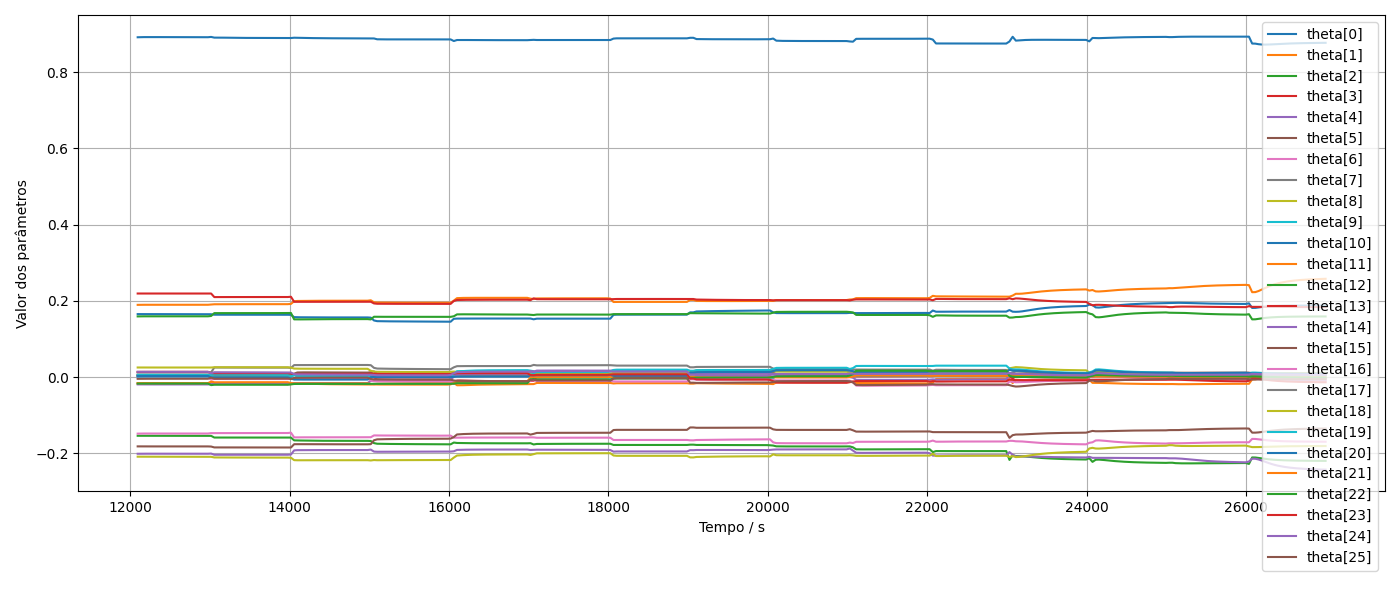 Valor dos parâmetros
0.8
0.6
0.4
0.2
0.0
−0.2
12000 14000 16000 18000 20000 22000 24000 26000
Tempo / s
theta[0]
theta[1]
theta[2]
theta[3]
theta[4]
theta[5]
theta[6]
theta[7]
theta[8]
theta[9]
theta[10]
theta[11]
theta[12]
theta[13]
theta[14]
theta[15]
theta[16]
theta[17]
theta[18]
theta[19]
theta[20]
theta[21]
theta[22]
theta[23]
theta[24]
theta[25]